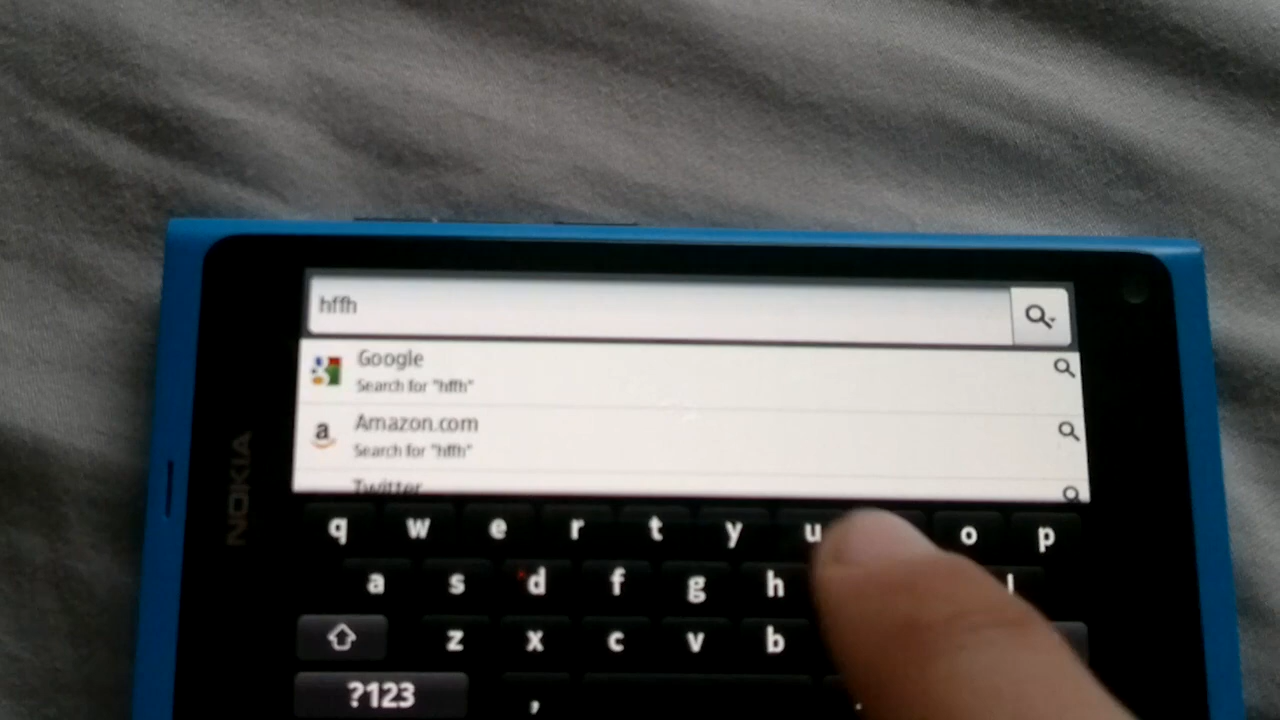 hffh
Google
Search for "hffh"
Amazon.com
Search for "hffh"
Twitter
NOKIA
q w e r t y u o p
a s d f g h l
z x c v b
?123 , .